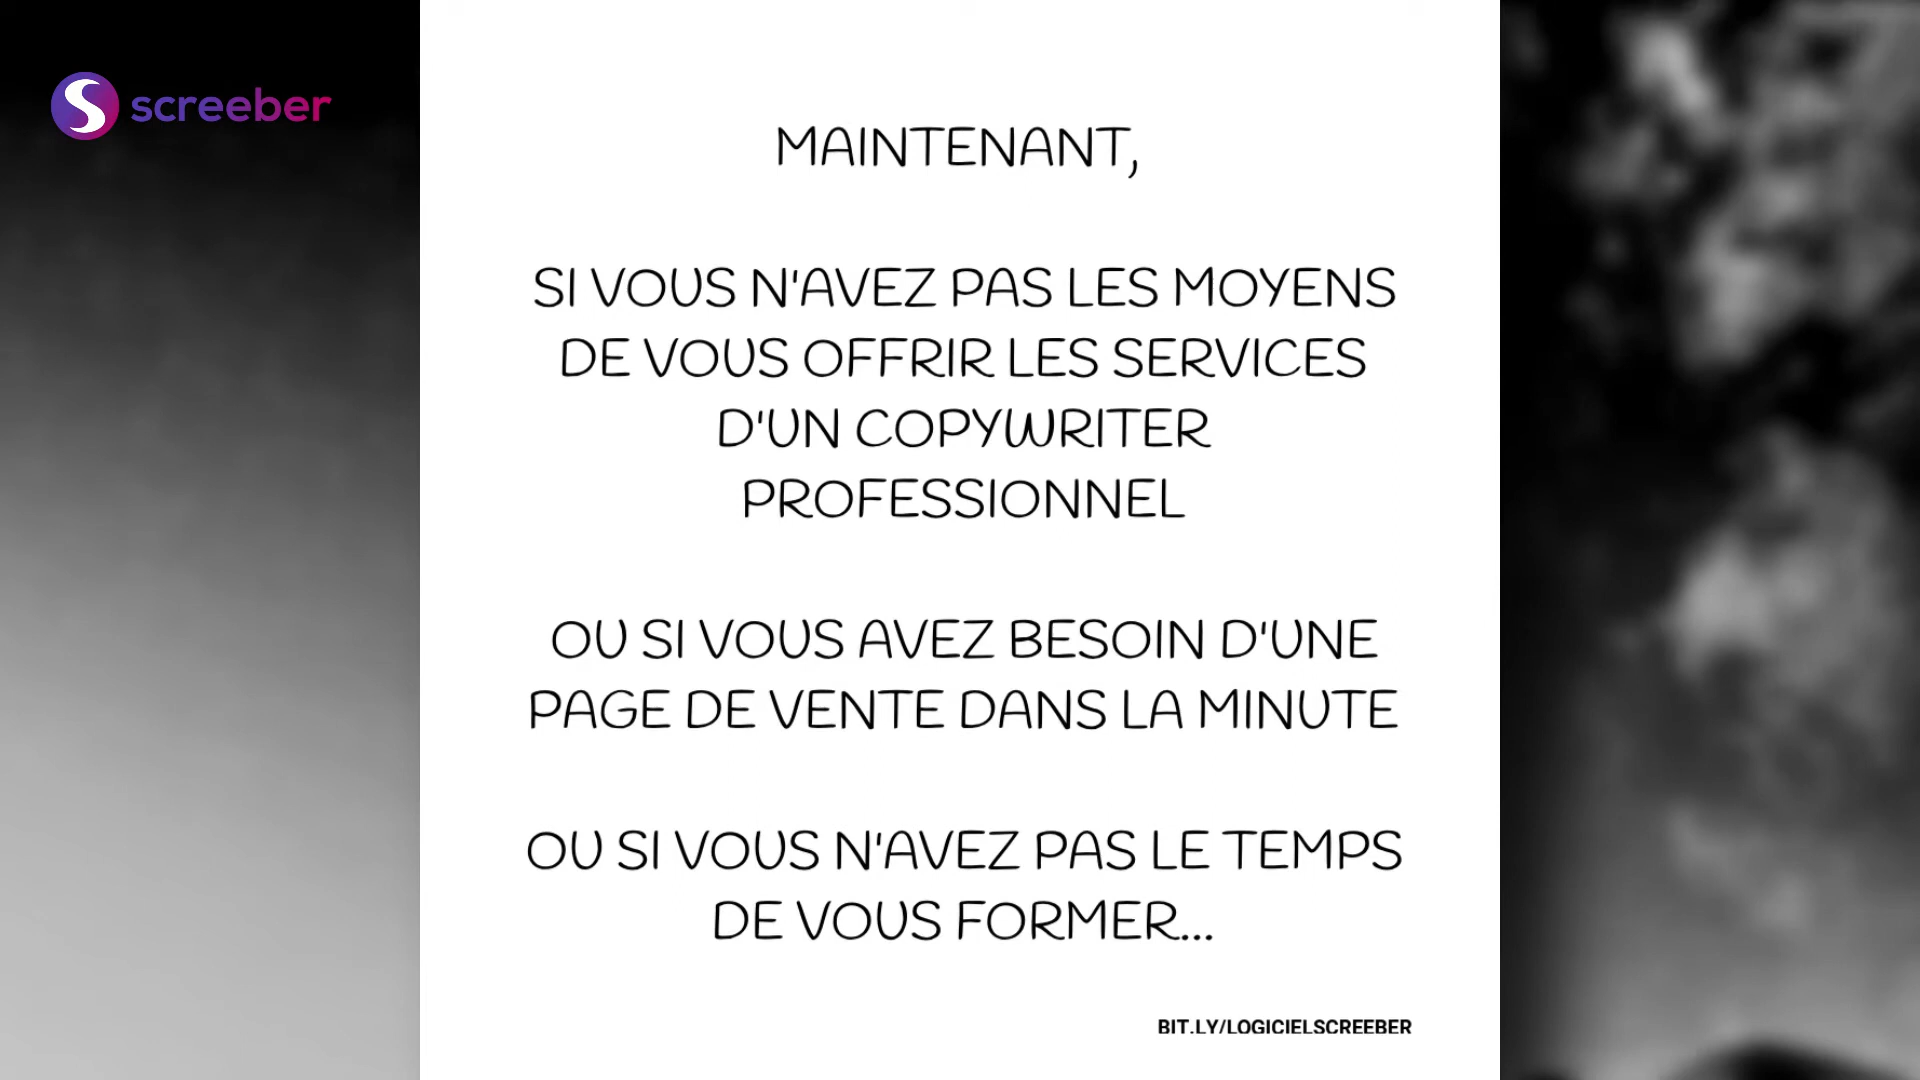 screeber
MAINTENANT,
SI VOUS N'AVEZ PAS LES MOYENS
DE VOUS OFFRIR LES SERVICES
D'UN COPYWRITER
PROFESSIONNEL
OU SI VOUS AVEZ BESOIN D'UNE
PAGE DE VENTE DANS LA MINUTE
OU SI VOUS N'AVEZ PAS LE TEMPS
DE VOUS FORMER...
BIT.LY/LOGICIELSCREEBER